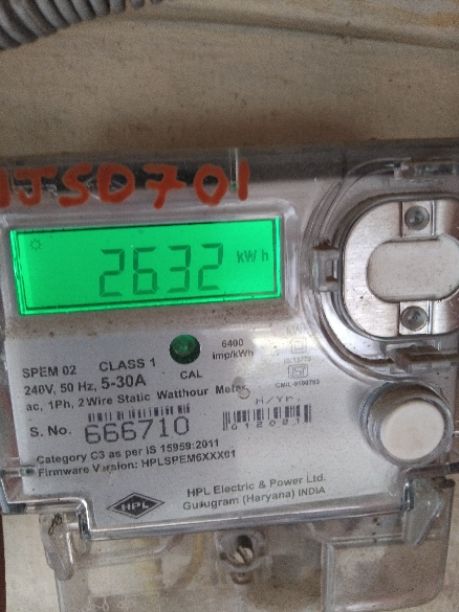 MJSD701
2632 kWh
6400
imp/kWh
SPEM 02 CLASS 1
240V, 50 Hz, 5-30A
CAL
ac, 1Ph, 2 Wire Static Watthour Meter
M/Yr.
S. No. 666710
Category C3 as per IS 15959:2011
Firmware Version: HPLSPEM6XXX01
HPL
HPL Electric & Power Ltd.
Gurugram (Haryana) INDIA